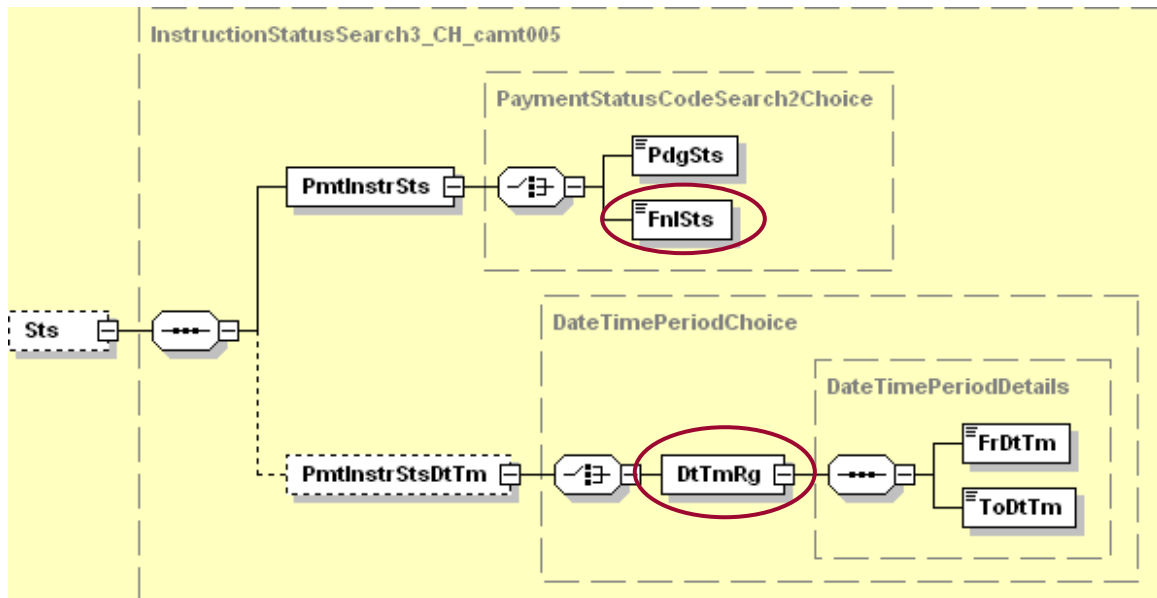 InstructionStatusSearch3_CH_camt005
PaymentStatusCodeSearch2Choice
PdgSts
PmtInstrSts
FnlSts
Sts
DateTimePeriodChoice
DateTimePeriodDetails
FrDtTm
PmtInstrStsDtTm
DtTmRg
ToDtTm